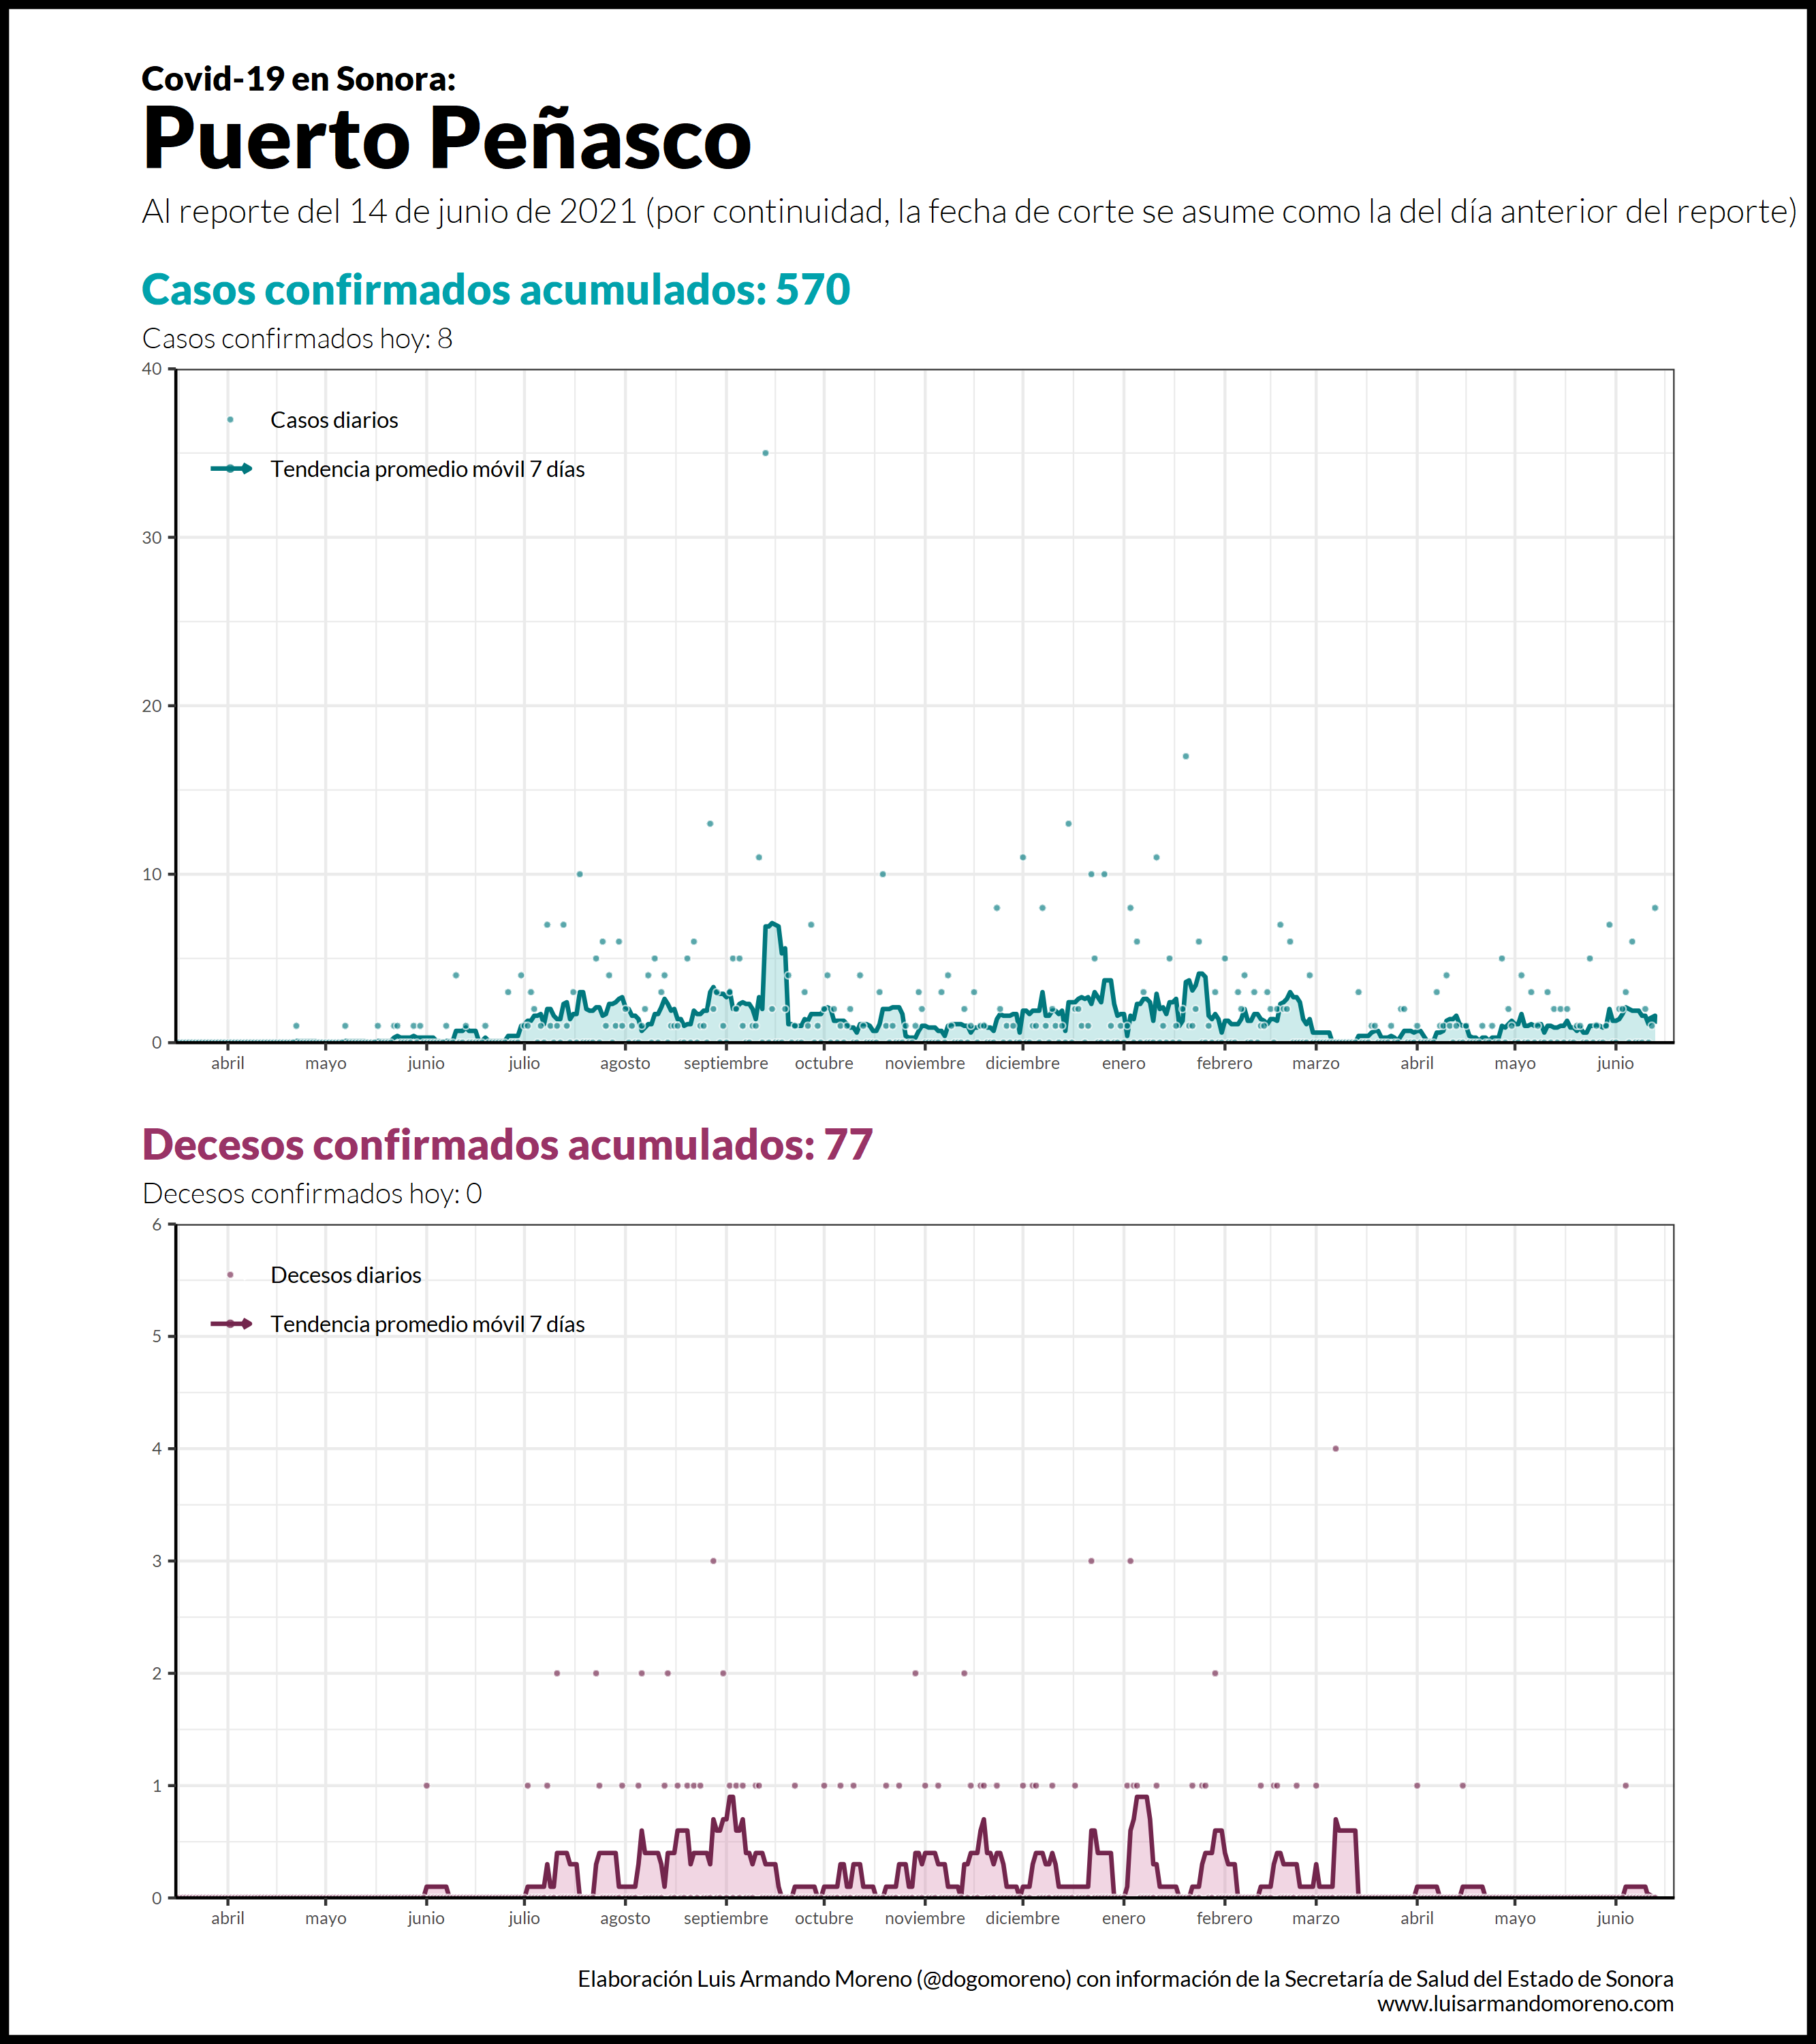 Covid-19 en Sonora:
Puerto Peñasco
Al reporte del 14 de junio de 2021 (por continuidad, la fecha de corte se asume como la del día anterior del reporte)
Casos confirmados acumulados: 570
Casos confirmados hoy: 8
40
Casos diarios
Tendencia promedio móvil 7 días
30
20
10
0
abril mayo junio julio agosto septiembre octubre noviembre diciembre enero febrero marzo abril mayo junio
Decesos confirmados acumulados: 77
Decesos confirmados hoy: 0
6
Decesos diarios
Tendencia promedio móvil 7 días
5
4
3
2
1
0
abril mayo junio julio agosto septiembre octubre noviembre diciembre enero febrero marzo abril mayo junio
Elaboración Luis Armando Moreno (@dogomoreno) con información de la Secretaría de Salud del Estado de Sonora
www.luisarmandomoreno.com